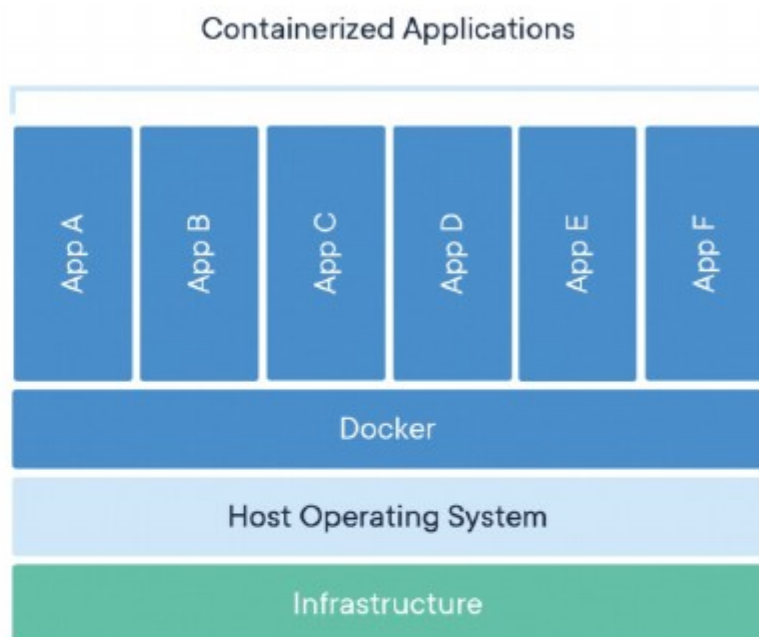 Containerized Applications
App A
App B
App C
App D
App E
App F
Docker
Host Operating System
Infrastructure